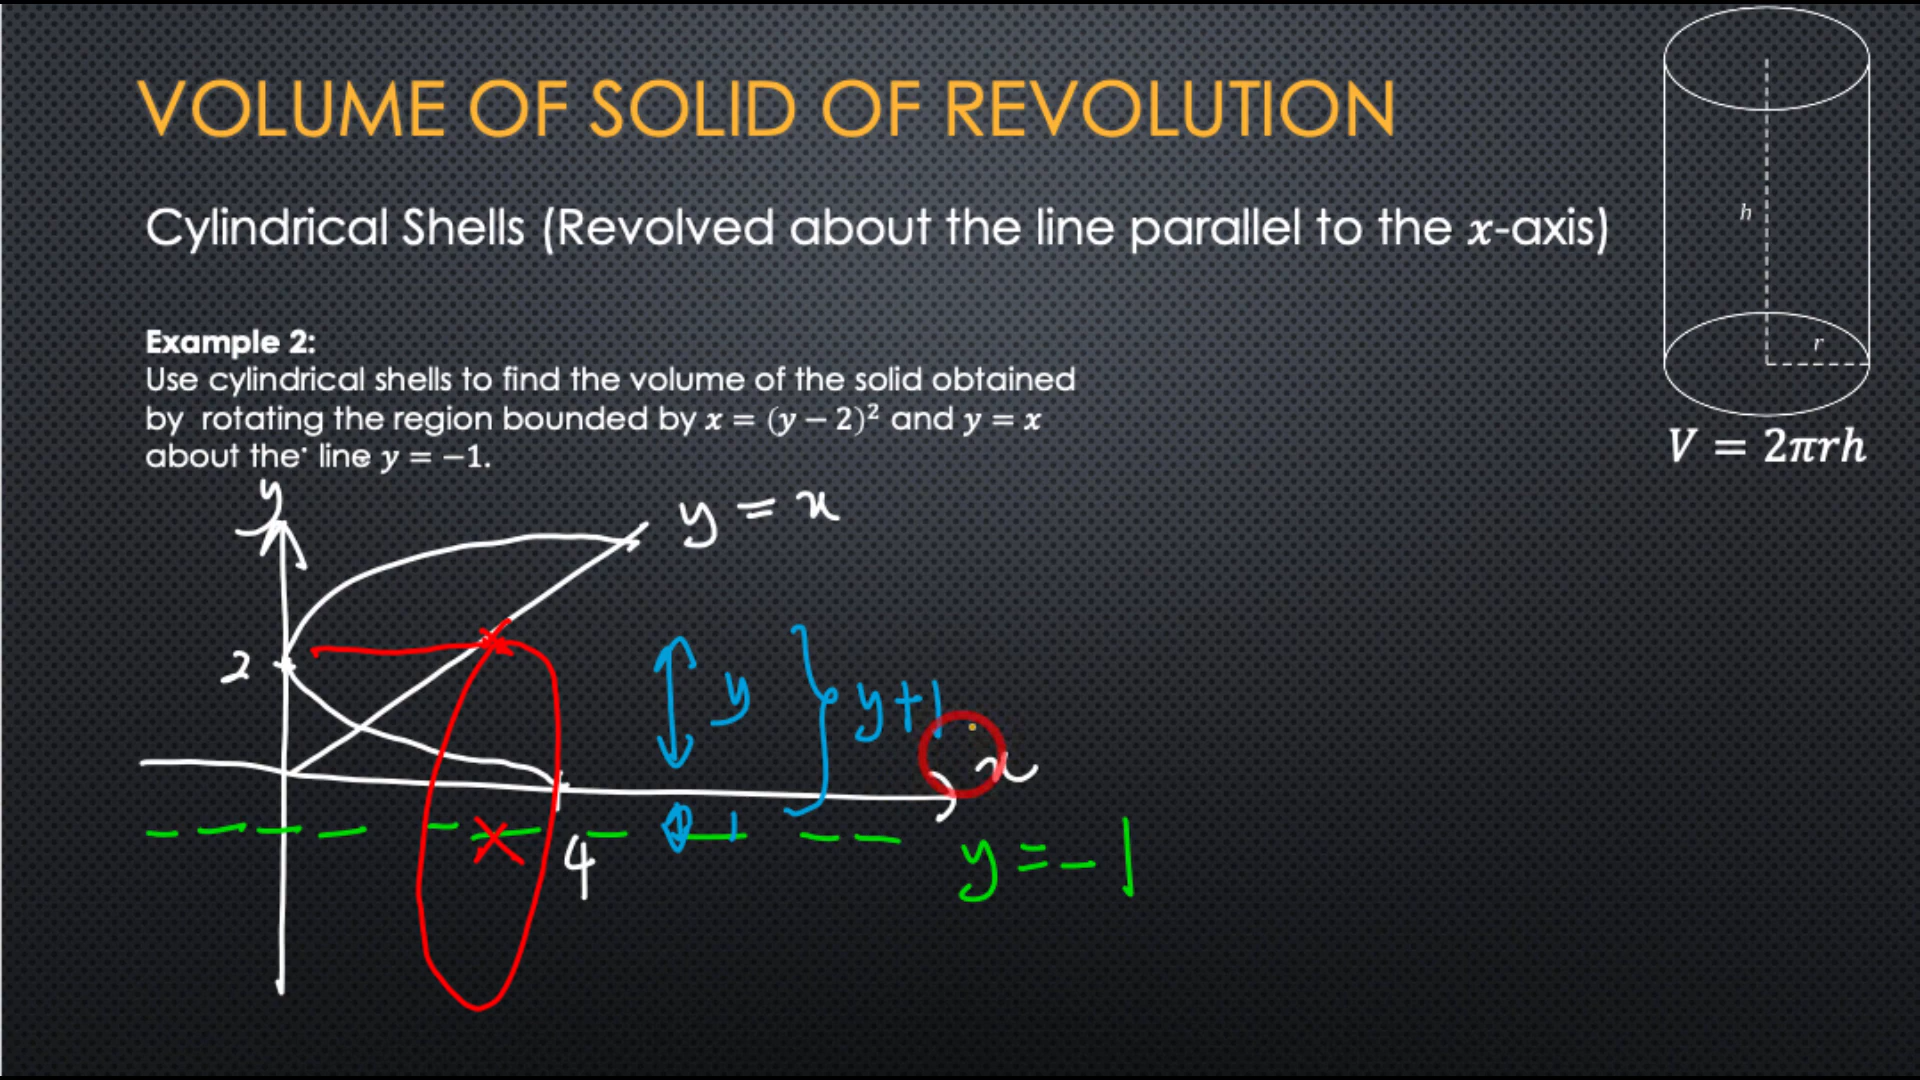 VOLUME OF SOLID OF REVOLUTION
Cylindrical Shells (Revolved about the line parallel to the x-axis)
h
r
V = 2πrh
Example 2:
Use cylindrical shells to find the volume of the solid obtained
by rotating the region bounded by x = (y − 2)² and y = x
about the line y = −1.
y
y = x
2
y
y+1
x
1
4
y = -1